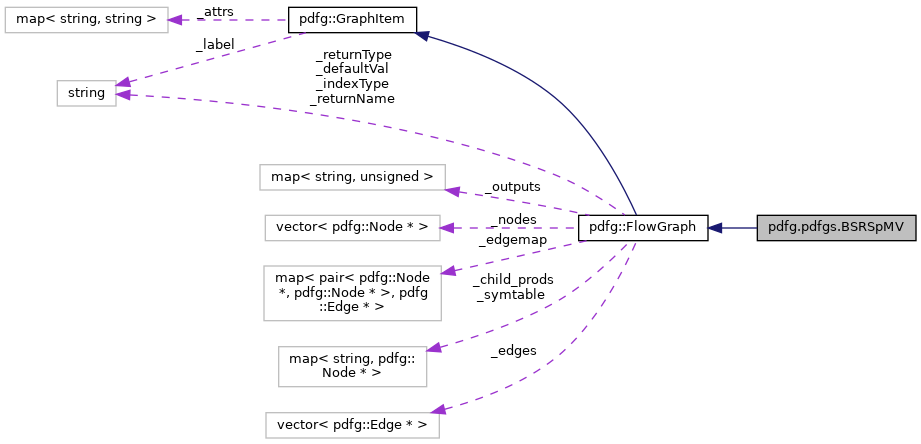 map< string, string >
_attrs
pdfg::GraphItem
_label
_returnType
_defaultVal
_indexType
_returnName
string
map< string, unsigned >
_outputs
vector< pdfg::Node * >
_nodes
pdfg::FlowGraph
pdfg.pdfgs.BSRSpMV
_edgemap
map< pair< pdfg::Node
*, pdfg::Node * >, pdfg
::Edge * >
_child_prods
_symtable
map< string, pdfg::
Node * >
_edges
vector< pdfg::Edge * >